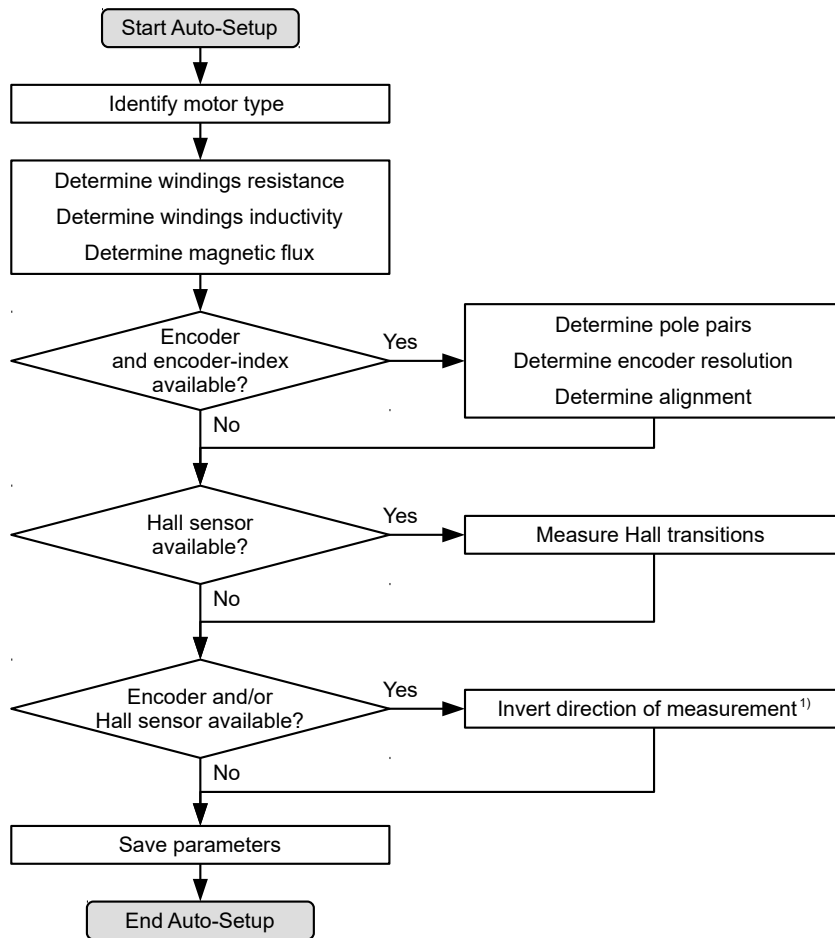 Start Auto-Setup
Identify motor type
Determine windings resistance
Determine windings inductivity
Determine magnetic flux
Encoder
and encoder-index
available?
Yes
Determine pole pairs
Determine encoder resolution
Determine alignment
No
Hall sensor
available?
Yes
Measure Hall transitions
No
Encoder and/or
Hall sensor available?
Yes
Invert direction of measurement 1)
No
Save parameters
End Auto-Setup